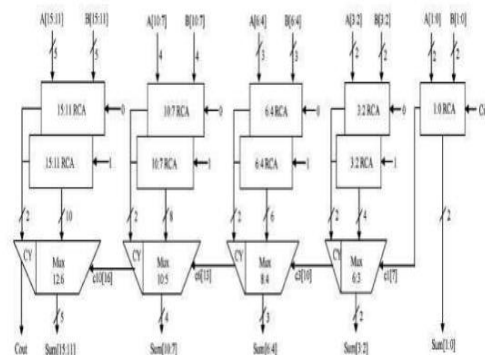 A[15:11] B[15:11] A[10:7] B[10:7] A[6:4] B[6:4] A[3:2] B[3:2] A[1:0] B[1:0]
5 5 4 4 3 3 2 2 2 2
15:11 RCA 0 10:7 RCA 0 6:4 RCA 0 3:2 RCA 0 1:0 RCA
15:11 RCA 1 10:7 RCA 1 6:4 RCA 1 3:2 RCA 1
2 10 2 8 2 6 2 4 2
CY Mux 12:6 c10[16] CY Mux 10:5 c6[13] CY Mux 8:4 c3[10] CY Mux 6:3 c1[7]
5 4 3 2
Cout Sum[15:11] Sum[10:7] Sum[6:4] Sum[3:2] Sum[1:0]